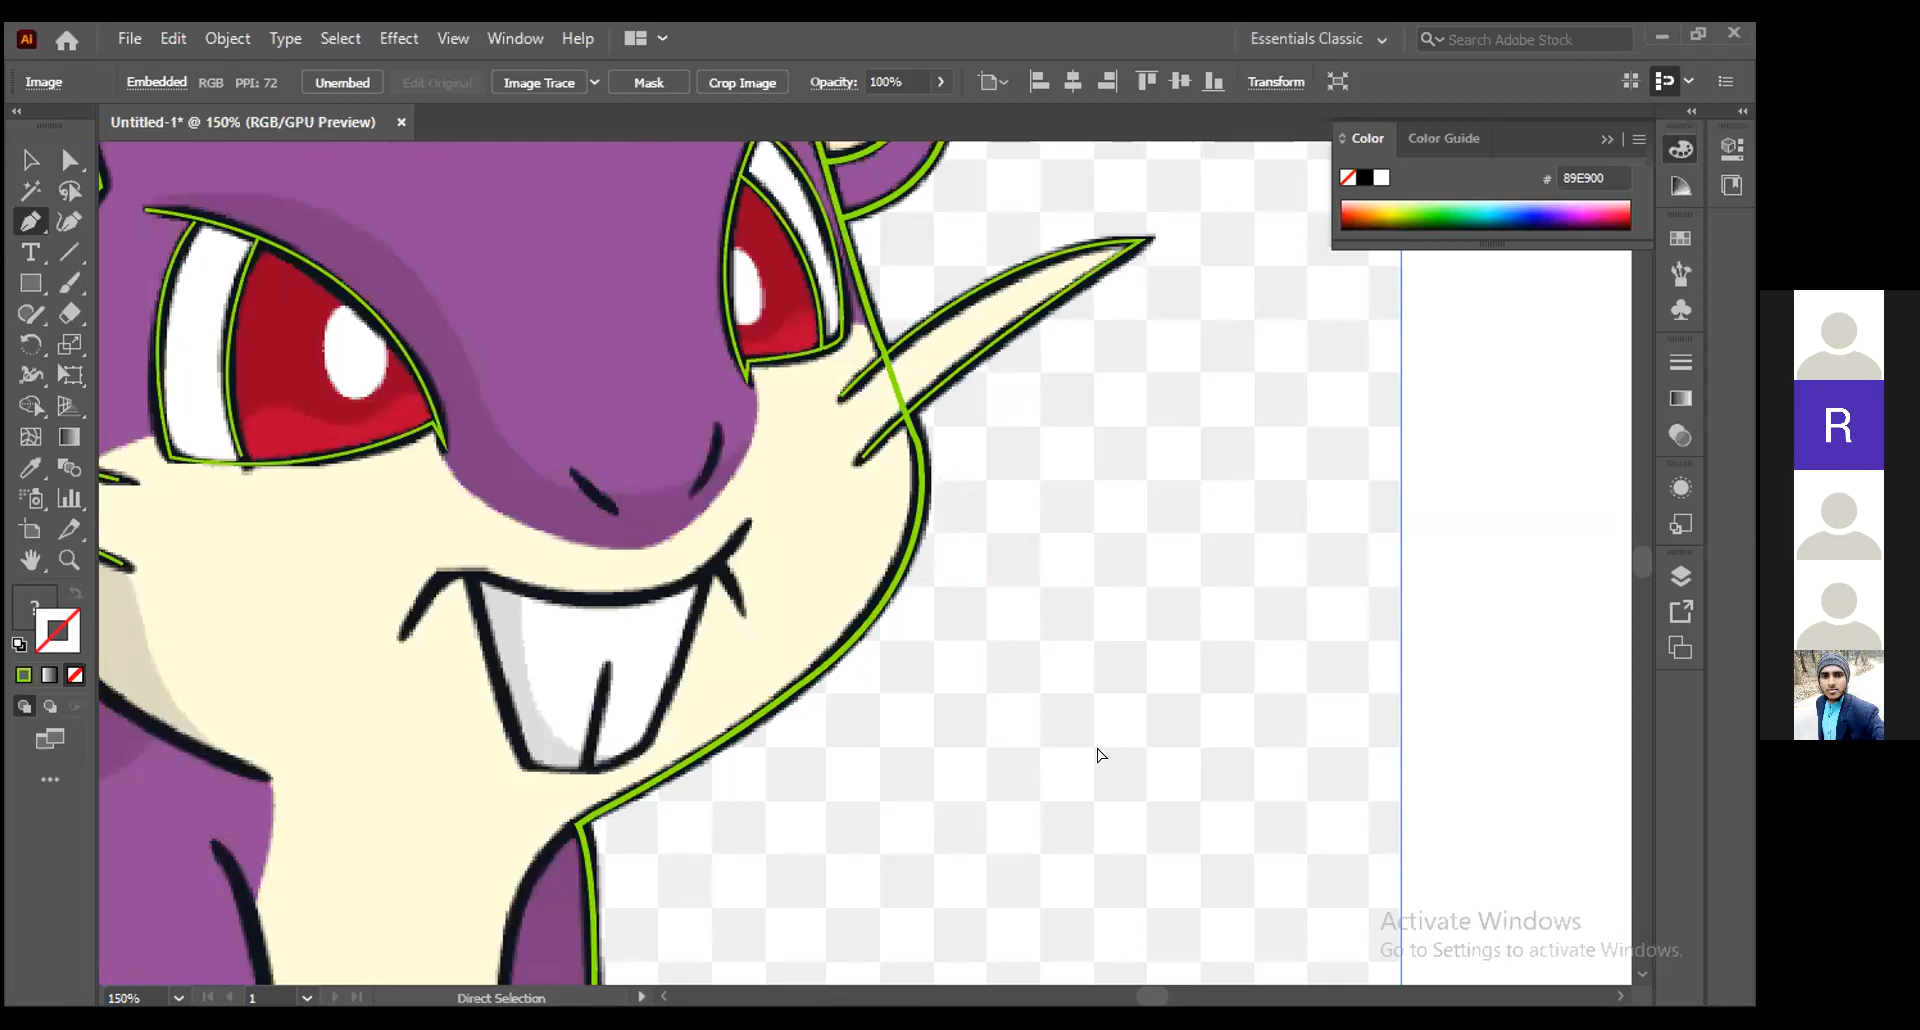 Ai File Edit Object Type Select Effect View Window Help Essentials Classic Search Adobe Stock
Image Embedded RGB PPI: 72 Unembed Edit Original Image Trace Mask Crop Image Opacity: 100% Transform
Untitled-1* @ 150% (RGB/GPU Preview)
Color Color Guide
# 89E900
T
?
R
Activate Windows
Go to Settings to activate Windows.
150% 1 Direct Selection